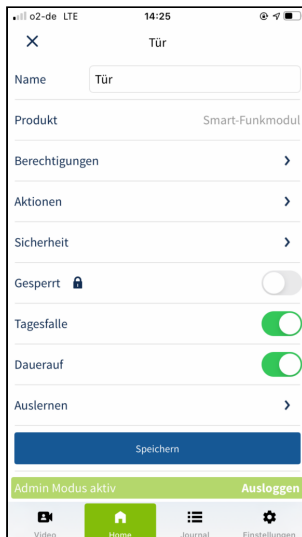 o2-de LTE 14:25
Tür
Name Tür
Produkt Smart-Funkmodul
Berechtigungen
Aktionen
Sicherheit
Gesperrt
Tagesfalle
Dauerauf
Auslernen
Speichern
Admin Modus aktiv Ausloggen
Video Home Journal Einstellungen